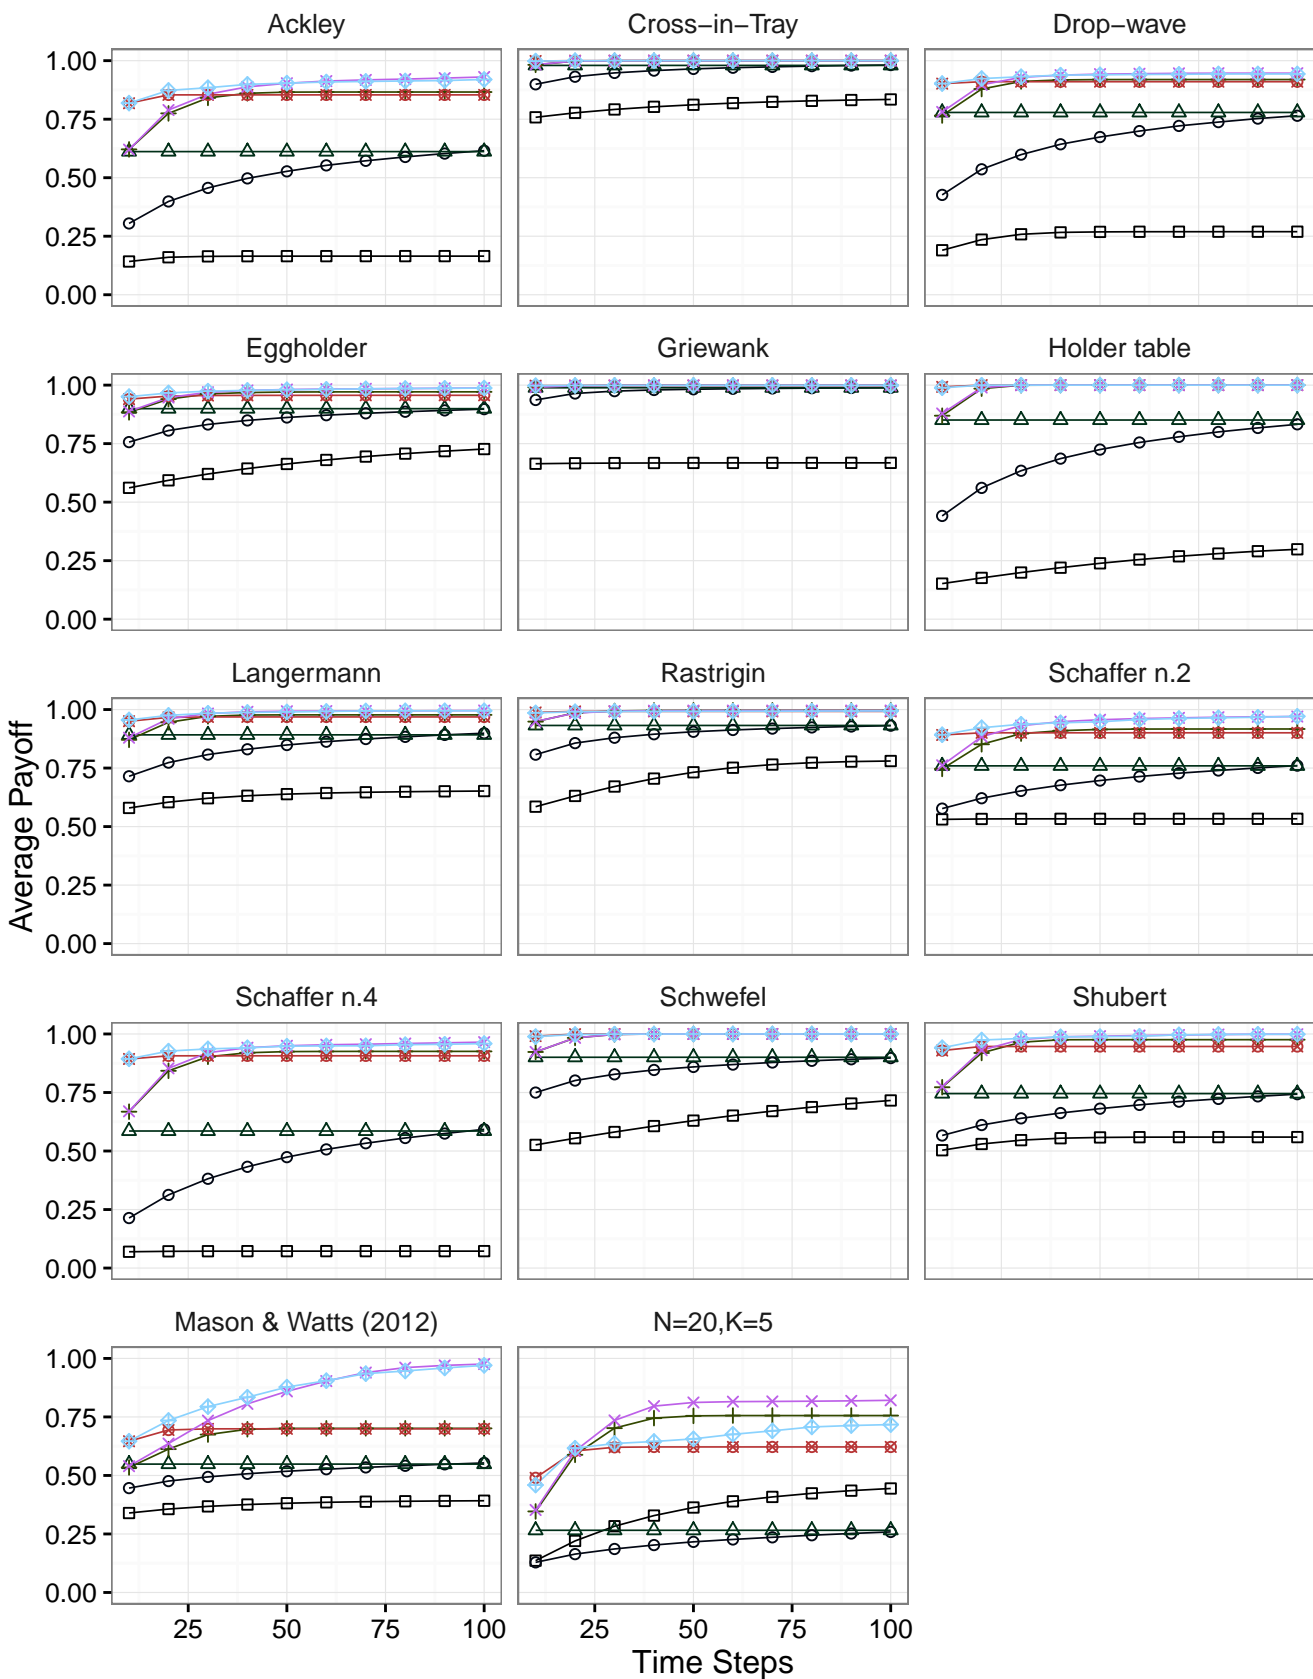 Ackley
Cross−in−Tray
Drop−wave
1.00
0.75
0.50
0.25
0.00
Eggholder
Griewank
Holder table
1.00
0.75
0.50
0.25
0.00
Langermann
Rastrigin
Schaffer n.2
1.00
0.75
0.50
0.25
0.00
Average Payoff
Schaffer n.4
Schwefel
Shubert
1.00
0.75
0.50
0.25
0.00
Mason & Watts (2012)
N=20,K=5
1.00
0.75
0.50
0.25
0.00
25 50 75 100
25 50 75 100
Time Steps